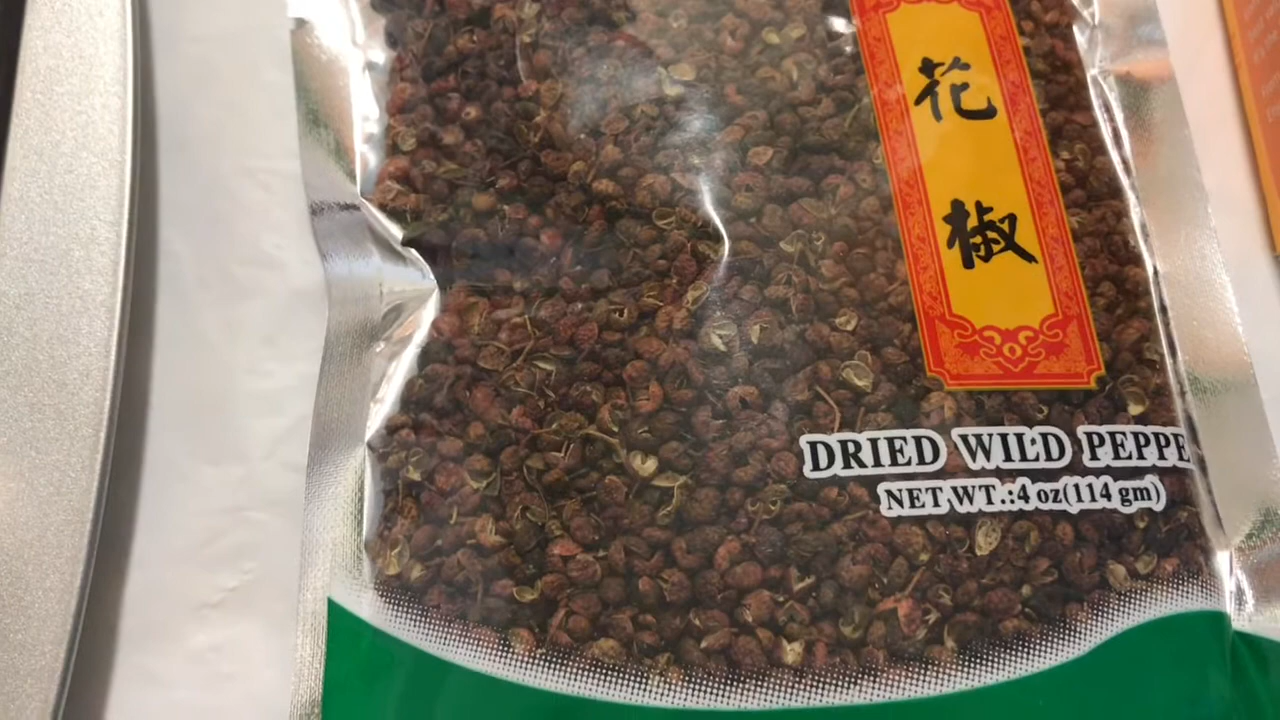 花
椒
DRIED WILD PEPPE
NET WT.:4 oz(114 gm)